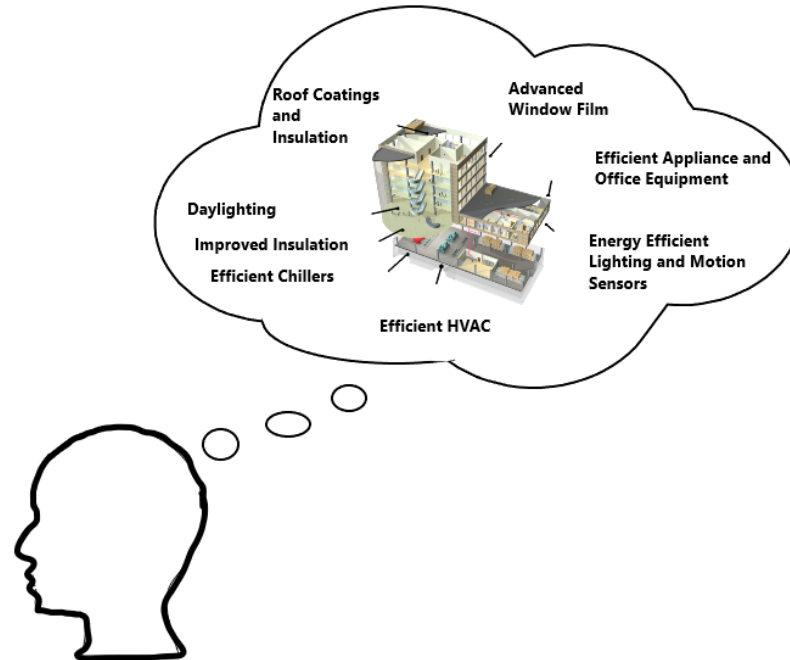 Roof Coatings
and
Insulation
Advanced
Window Film
Efficient Appliance and
Office Equipment
Daylighting
Improved Insulation
Efficient Chillers
Energy Efficient
Lighting and Motion
Sensors
Efficient HVAC